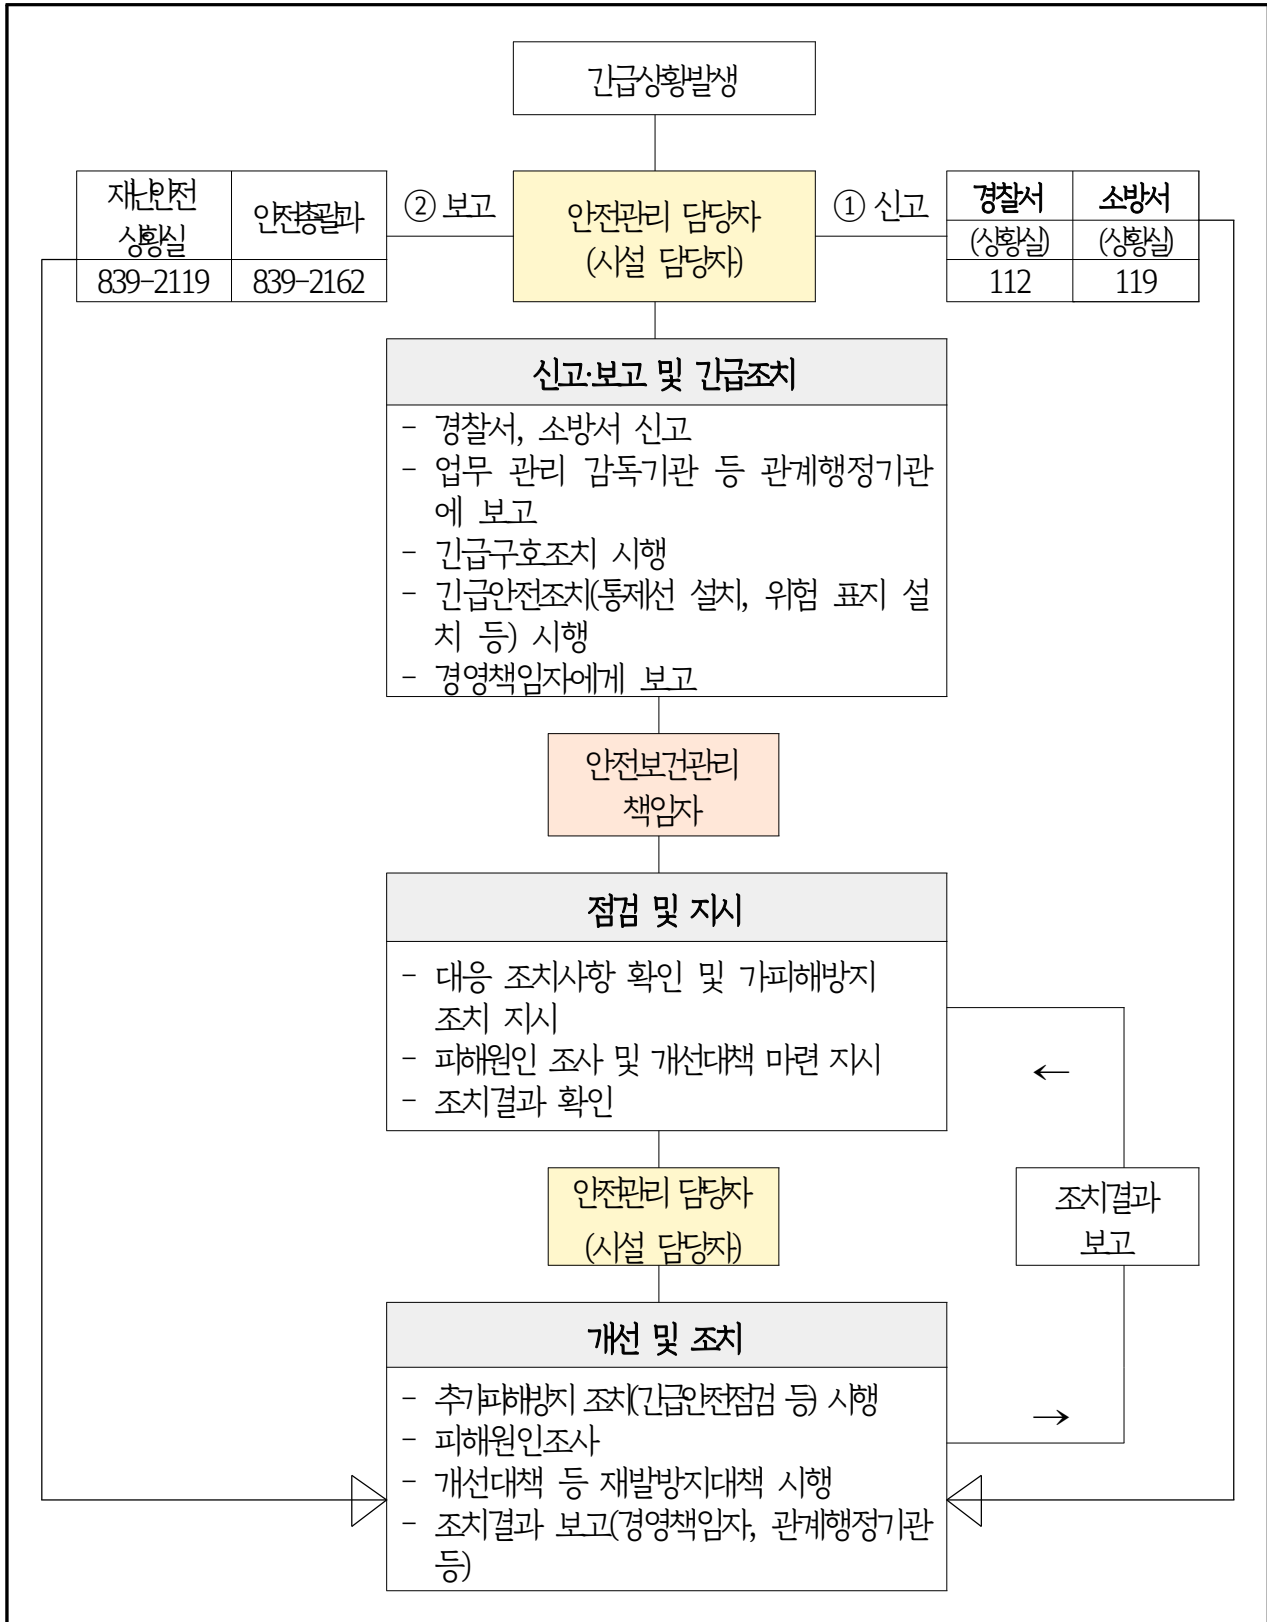 긴급상황발생
재난안전
상황실
안전총괄과
839-2119
839-2162
② 보고
안전관리 담당자
(시설 담당자)
① 신고
경찰서
소방서
(상황실)
(상황실)
112
119
신고·보고 및 긴급조치
- 경찰서, 소방서 신고
- 업무 관리 감독기관 등 관계행정기관
에 보고
- 긴급구호조치 시행
- 긴급안전조치(통제선 설치, 위험 표지 설
치 등) 시행
- 경영책임자에게 보고
안전보건관리
책임자
점검 및 지시
- 대응 조치사항 확인 및 가피해방지
조치 지시
- 피해원인 조사 및 개선대책 마련 지시
- 조치결과 확인
←
안전관리 담당자
(시설 담당자)
조치결과
보고
개선 및 조치
- 추가피해방지 조치(긴급안전점검 등) 시행
- 피해원인조사
- 개선대책 등 재발방지대책 시행
- 조치결과 보고(경영책임자, 관계행정기관
등)
→